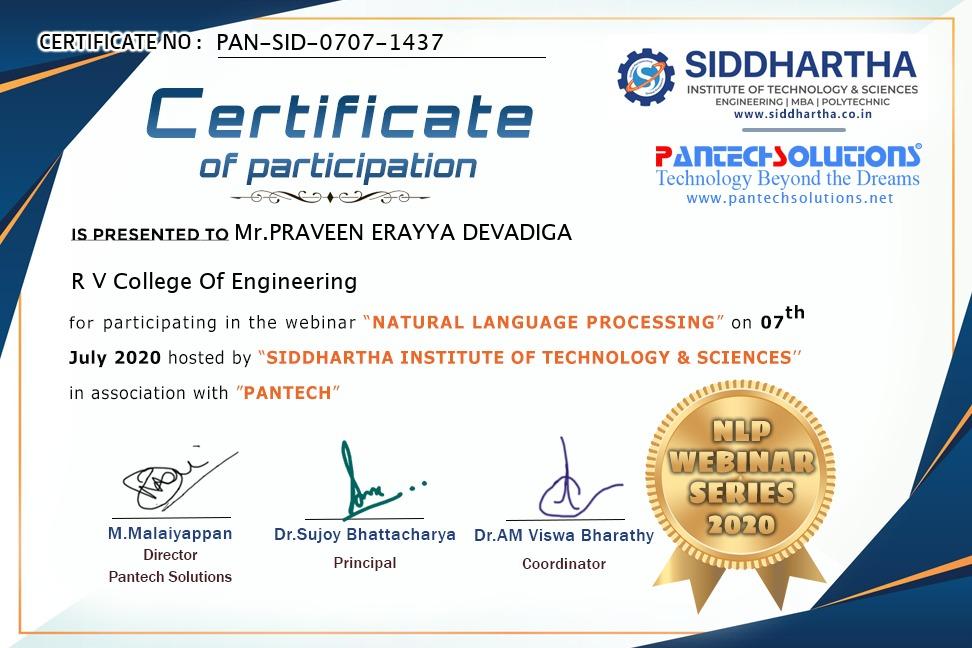 CERTIFICATE NO : PAN-SID-0707-1437
SIDDHARTHA
INSTITUTE OF TECHNOLOGY & SCIENCES
ENGINEERING | MBA | POLYTECHNIC
www.siddhartha.co.in
PANTECHSOLUTIONS
Technology Beyond the Dreams
www.pantechsolutions.net
Certificate
of participation
IS PRESENTED TO Mr.PRAVEEN ERAYYA DEVADIGA
R V College Of Engineering
for participating in the webinar “NATURAL LANGUAGE PROCESSING” on 07th
July 2020 hosted by “SIDDHARTHA INSTITUTE OF TECHNOLOGY & SCIENCES’’
in association with ”PANTECH”
NLP
WEBINAR
SERIES
2020
M.Malaiyappan
Director
Pantech Solutions
Dr.Sujoy Bhattacharya
Principal
Dr.AM Viswa Bharathy
Coordinator